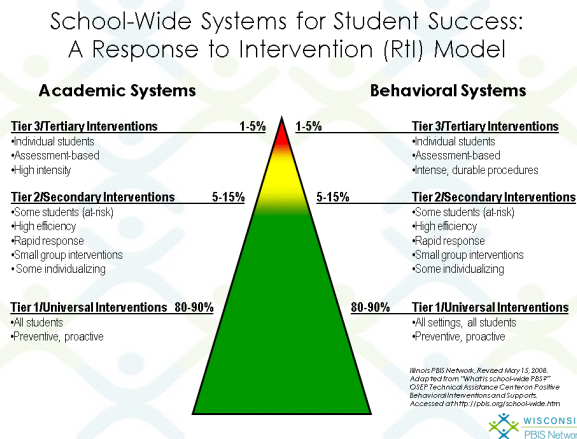 School-Wide Systems for Student Success:
A Response to Intervention (RtI) Model
Academic Systems
Behavioral Systems
Tier 3/Tertiary Interventions 1-5%
•Individual students
•Assessment-based
•High intensity
1-5% Tier 3/Tertiary Interventions
•Individual students
•Assessment-based
•Intense, durable procedures
Tier 2/Secondary Interventions 5-15%
•Some students (at-risk)
•High efficiency
•Rapid response
•Small group interventions
•Some individualizing
5-15% Tier 2/Secondary Interventions
•Some students (at-risk)
•High efficiency
•Rapid response
•Small group interventions
•Some individualizing
Tier 1/Universal Interventions 80-90%
•All students
•Preventive, proactive
80-90% Tier 1/Universal Interventions
•All settings, all students
•Preventive, proactive
Illinois PBIS Network, Revised May 15, 2008.
Adapted from "What is school-wide PBS?"
OSEP Technical Assistance Center on Positive
Behavioral Interventions and Supports.
Accessed at http://pbis.org/school-wide.htm
WISCONSI
PBIS Networ